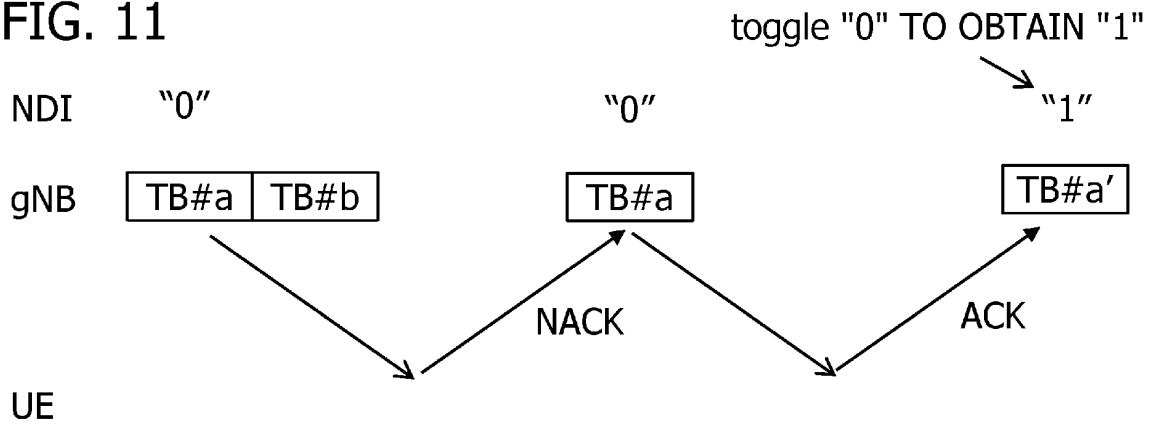 FIG. 11
toggle "0" TO OBTAIN "1"
NDI “0” “0” “1”
gNB TB#a TB#b TB#a TB#a’
NACK ACK
UE